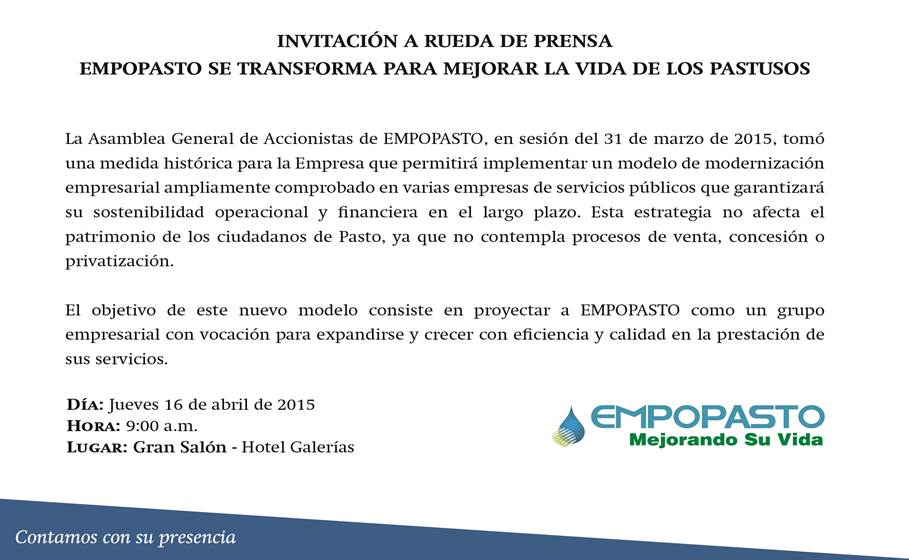 INVITACIÓN A RUEDA DE PRENSA
EMPOPASTO SE TRANSFORMA PARA MEJORAR LA VIDA DE LOS PASTUSOS
La Asamblea General de Accionistas de EMPOPASTO, en sesión del 31 de marzo de 2015, tomó
una medida histórica para la Empresa que permitirá implementar un modelo de modernización
empresarial ampliamente comprobado en varias empresas de servicios públicos que garantizará
su sostenibilidad operacional y financiera en el largo plazo. Esta estrategia no afecta el
patrimonio de los ciudadanos de Pasto, ya que no contempla procesos de venta, concesión o
privatización.
El objetivo de este nuevo modelo consiste en proyectar a EMPOPASTO como un grupo
empresarial con vocación para expandirse y crecer con eficiencia y calidad en la prestación de
sus servicios.
DÍA: Jueves 16 de abril de 2015
HORA: 9:00 a.m.
LUGAR: Gran Salón - Hotel Galerías
EMPOPASTO
Mejorando Su Vida
Contamos con su presencia